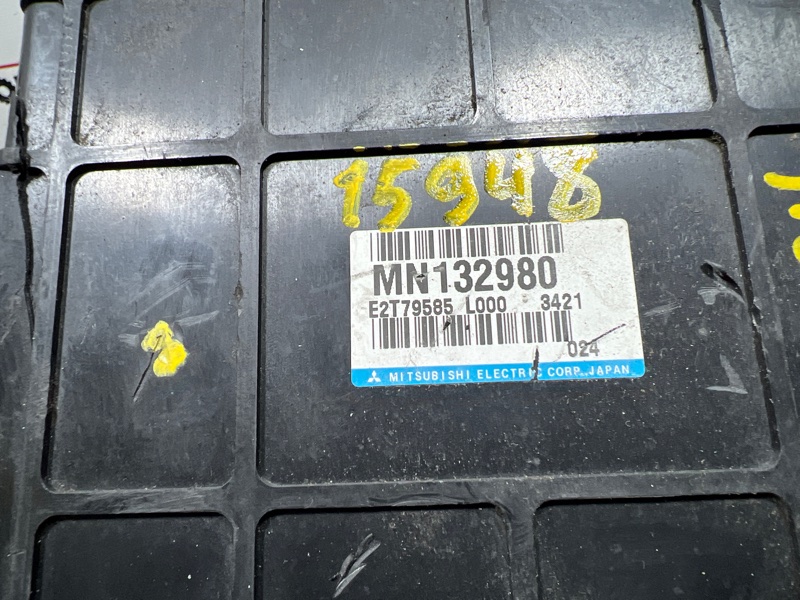 15948
MN132980
E2T79585 L000 3421
024
MITSUBISHI ELECTRIC CORP. JAPAN